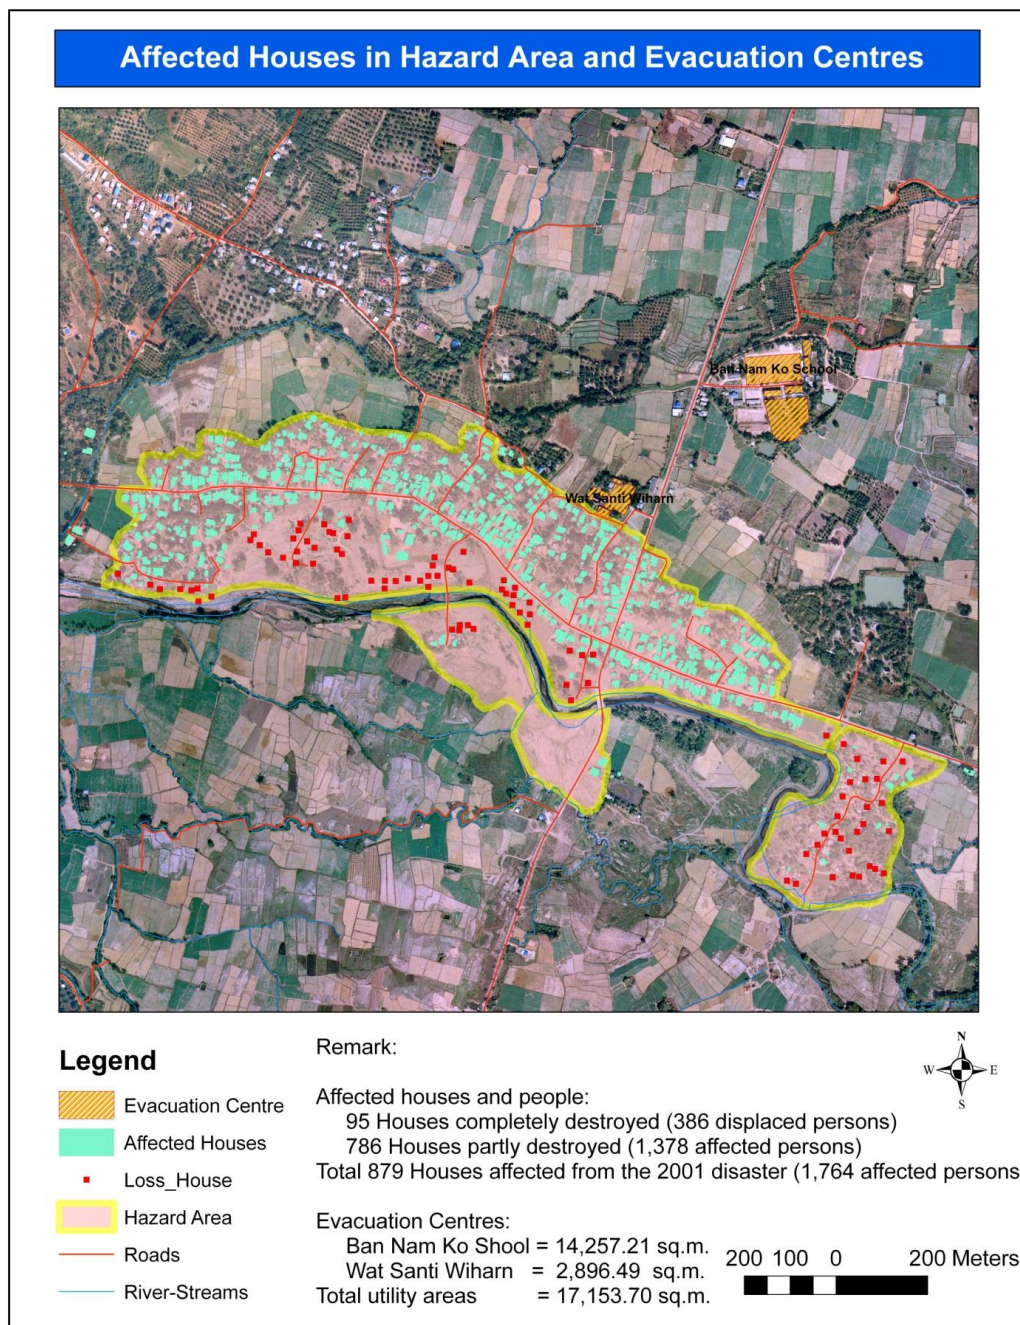 Affected Houses in Hazard Area and Evacuation Centres
Ban Nam Ko School
Wat Santi Wiharn
Legend
Evacuation Centre
Affected Houses
Loss_House
Hazard Area
Roads
River-Streams
Remark:
Affected houses and people:
95 Houses completely destroyed (386 displaced persons)
786 Houses partly destroyed (1,378 affected persons)
Total 879 Houses affected from the 2001 disaster (1,764 affected persons
Evacuation Centres:
Ban Nam Ko Shool = 14,257.21 sq.m.
Wat Santi Wiharn = 2,896.49 sq.m.
Total utility areas = 17,153.70 sq.m.
N
W E
S
200 100 0 200 Meters